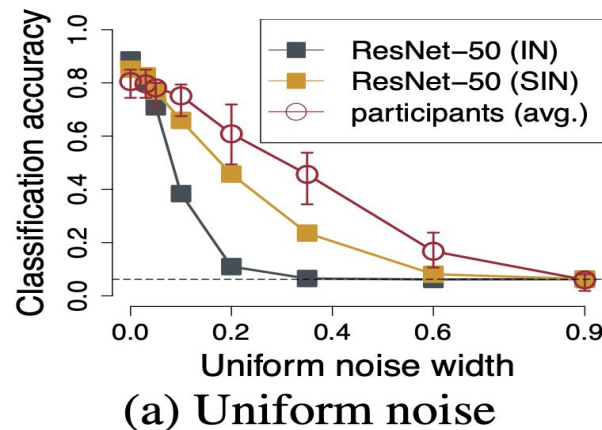 ResNet−50 (IN)
ResNet−50 (SIN)
participants (avg.)
Classification accuracy
1.0
0.8
0.6
0.4
0.2
0.0
0.0 0.2 0.4 0.6 0.9
Uniform noise width
(a) Uniform noise